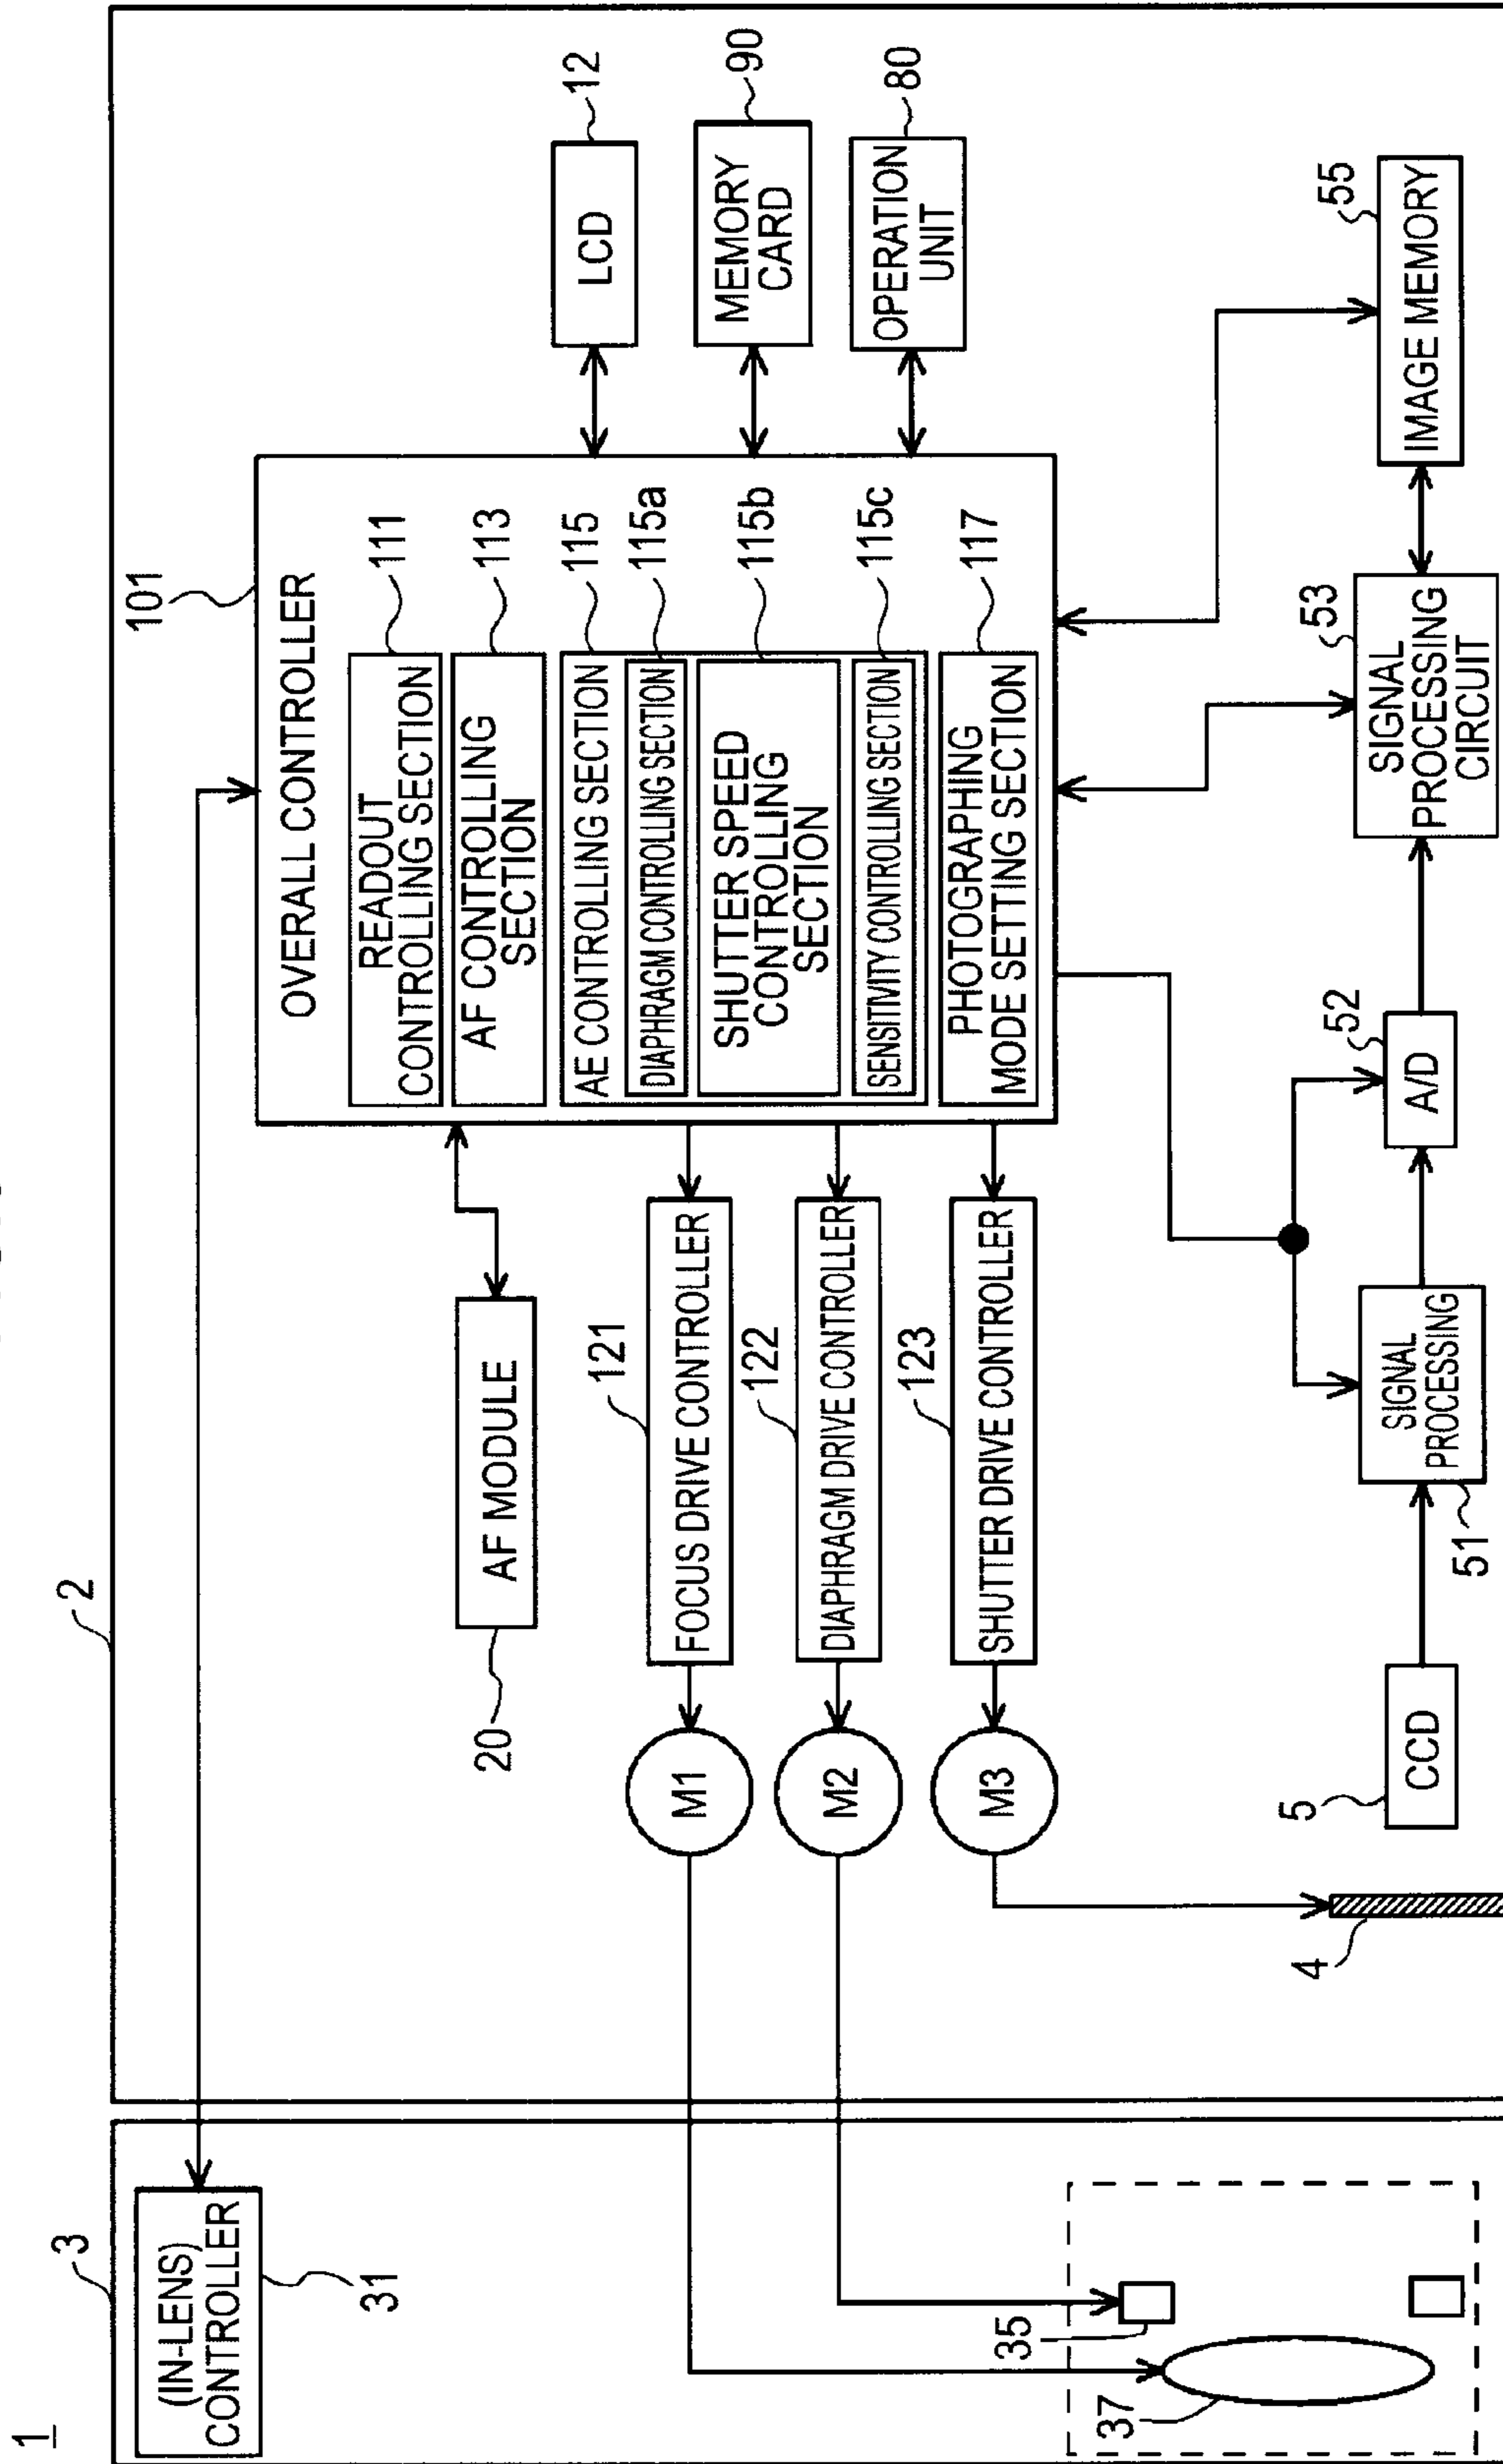 1
3
2
(IN-LENS)
CONTROLLER
31
101
OVERALL CONTROLLER
READOUT
CONTROLLING SECTION
111
AF CONTROLLING
SECTION
113
AE CONTROLLING SECTION
115
DIAPHRAGM CONTROLLING SECTION
115a
SHUTTER SPEED
CONTROLLING
SECTION
115b
SENSITIVITY CONTROLLING SECTION
115c
PHOTOGRAPHING
MODE SETTING SECTION
117
LCD
12
MEMORY
CARD
90
OPERATION
UNIT
80
AF MODULE
20
121
FOCUS DRIVE CONTROLLER
M1
122
DIAPHRAGM DRIVE CONTROLLER
M2
123
SHUTTER DRIVE CONTROLLER
M3
35
37
4
5
CCD
SIGNAL
PROCESSING
51
52
A/D
53
SIGNAL
PROCESSING
CIRCUIT
55
IMAGE MEMORY